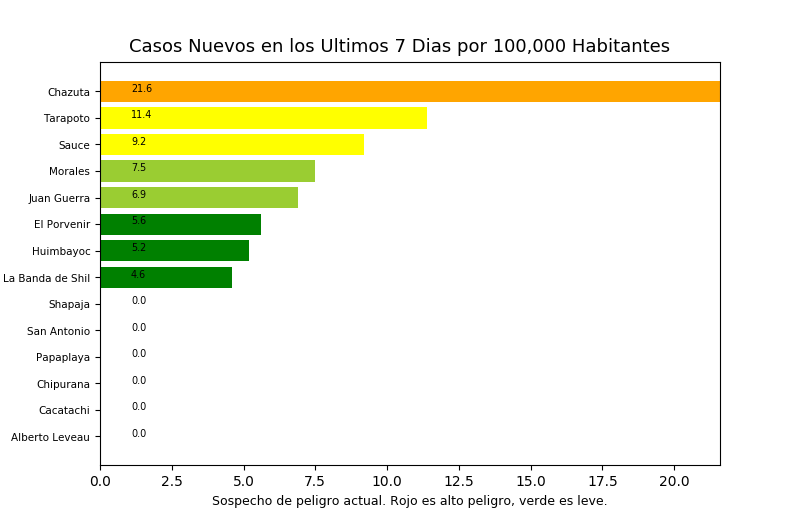 Casos Nuevos en los Ultimos 7 Dias por 100,000 Habitantes
Chazuta 21.6
Tarapoto 11.4
Sauce 9.2
Morales 7.5
Juan Guerra 6.9
El Porvenir 5.6
Huimbayoc 5.2
La Banda de Shil 4.6
Shapaja 0.0
San Antonio 0.0
Papaplaya 0.0
Chipurana 0.0
Cacatachi 0.0
Alberto Leveau 0.0
0.0 2.5 5.0 7.5 10.0 12.5 15.0 17.5 20.0
Sospecho de peligro actual. Rojo es alto peligro, verde es leve.